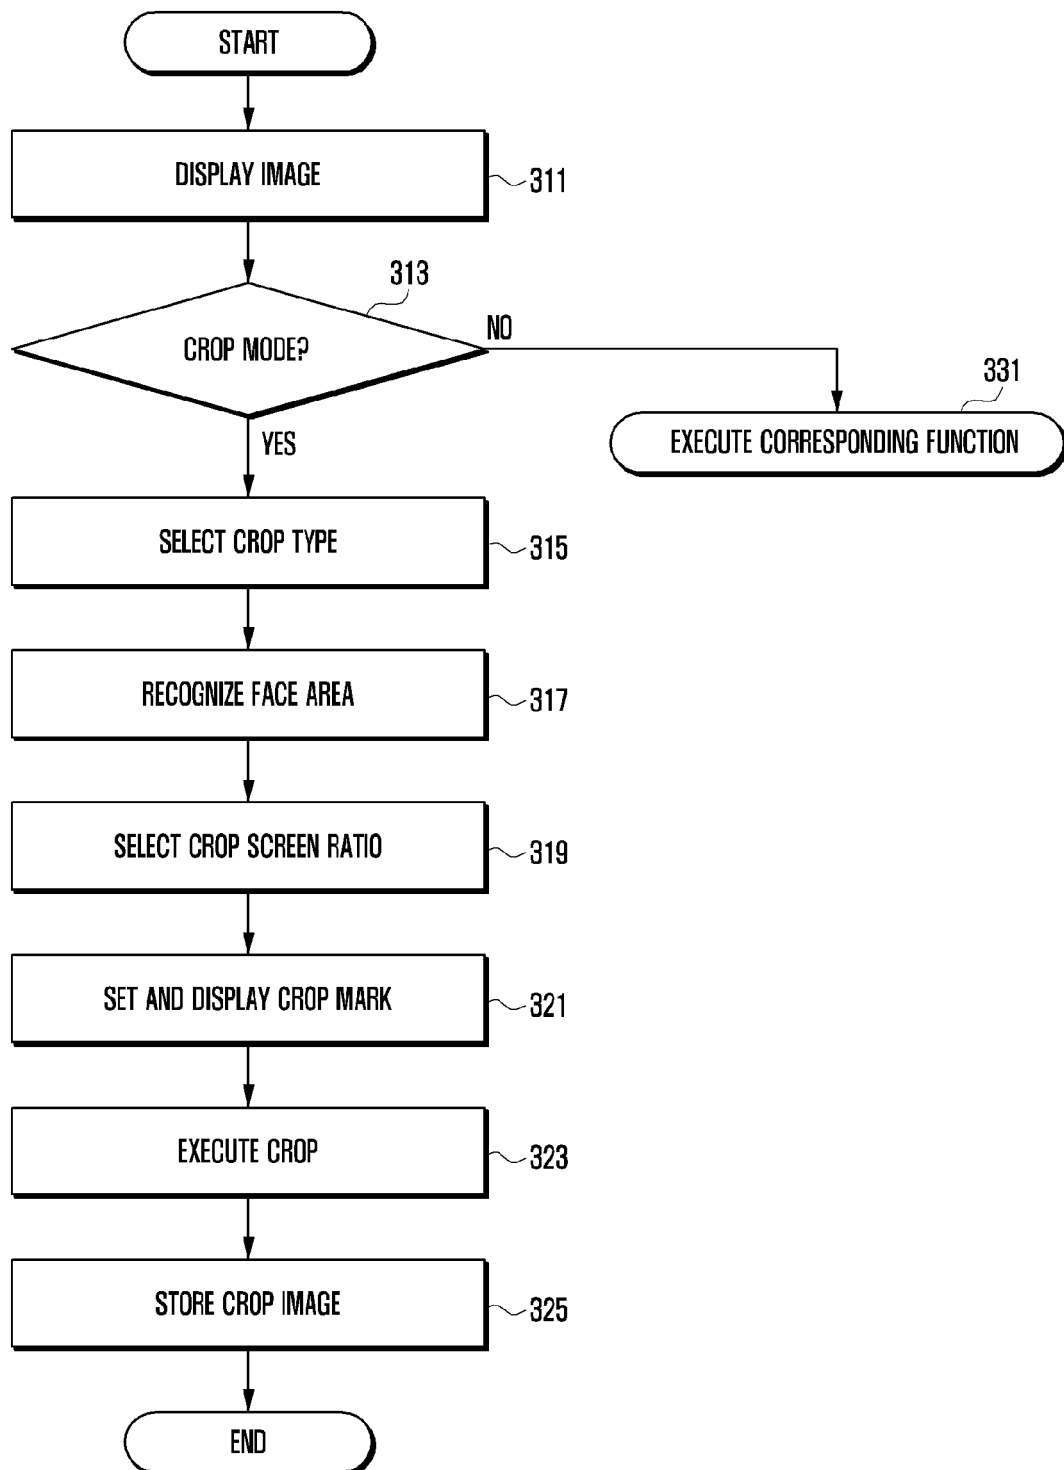 START
DISPLAY IMAGE
311
313
CROP MODE?
NO
331
EXECUTE CORRESPONDING FUNCTION
YES
SELECT CROP TYPE
315
RECOGNIZE FACE AREA
317
SELECT CROP SCREEN RATIO
319
SET AND DISPLAY CROP MARK
321
EXECUTE CROP
323
STORE CROP IMAGE
325
END